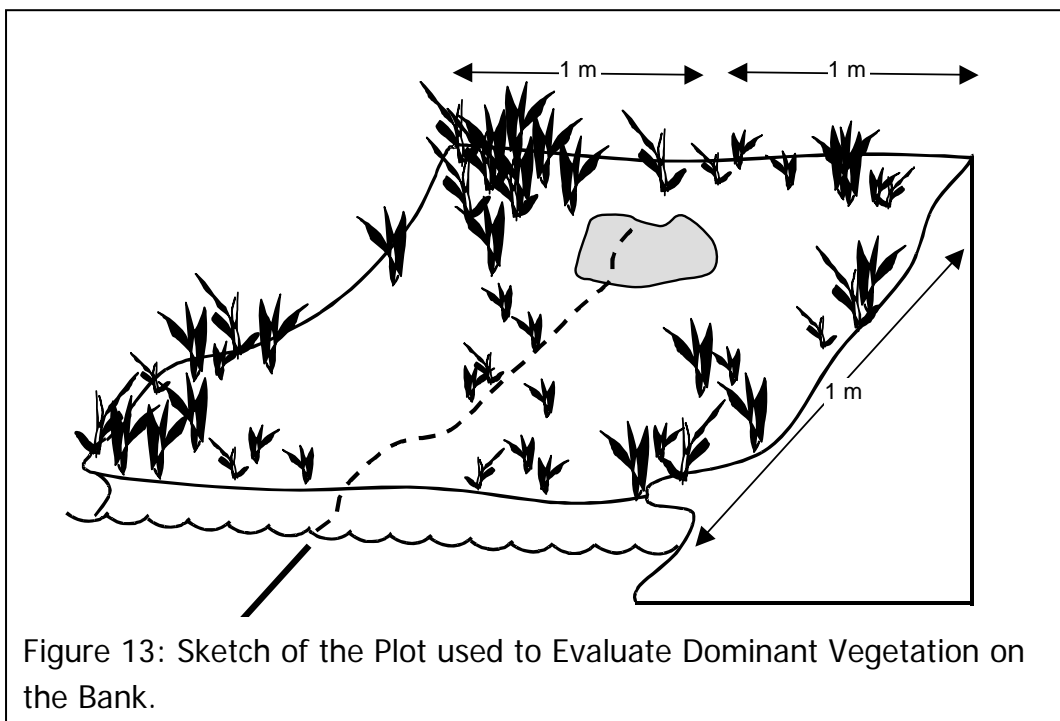 1 m 1 m
1 m
Figure 13: Sketch of the Plot used to Evaluate Dominant Vegetation on
the Bank.